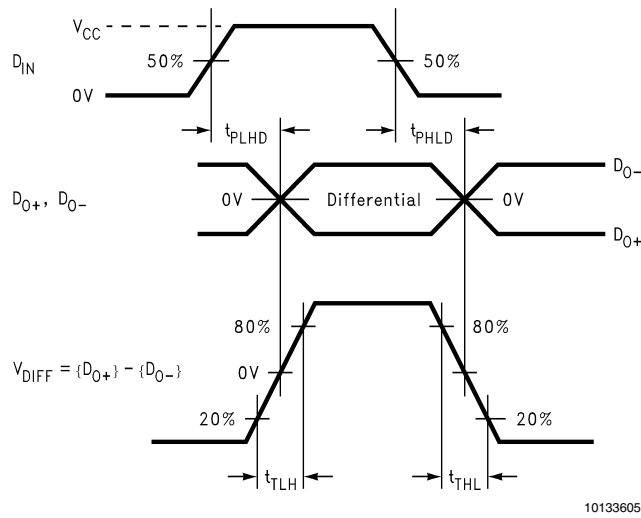 V_CC
D_IN
50%
50%
0V
t_PLHD
t_PHLD
D_O−
D_O+, D_O−
0V
Differential
0V
D_O+
80%
80%
V_DIFF = {D_O+} − {D_O−}
0V
20%
20%
t_TLH
t_THL
10133605